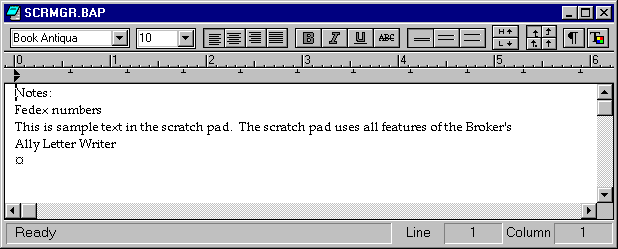 SCRMGR.BAP
Book Antiqua 10 B I U ABC H L ¶ T
0 1 2 3 4 5 6
Notes:
Fedex numbers
This is sample text in the scratch pad.  The scratch pad uses all features of the Broker's
Ally Letter Writer
¤
Ready Line 1 Column 1